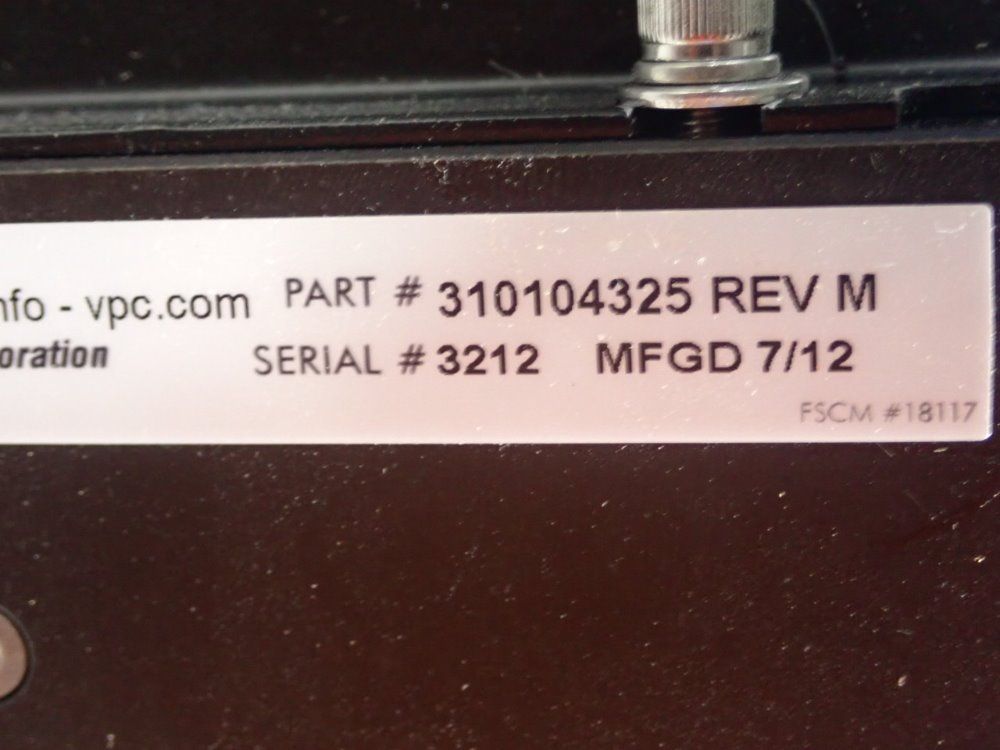 nfo - vpc.com PART # 310104325 REV M
oration SERIAL # 3212 MFGD 7/12
FSCM #18117